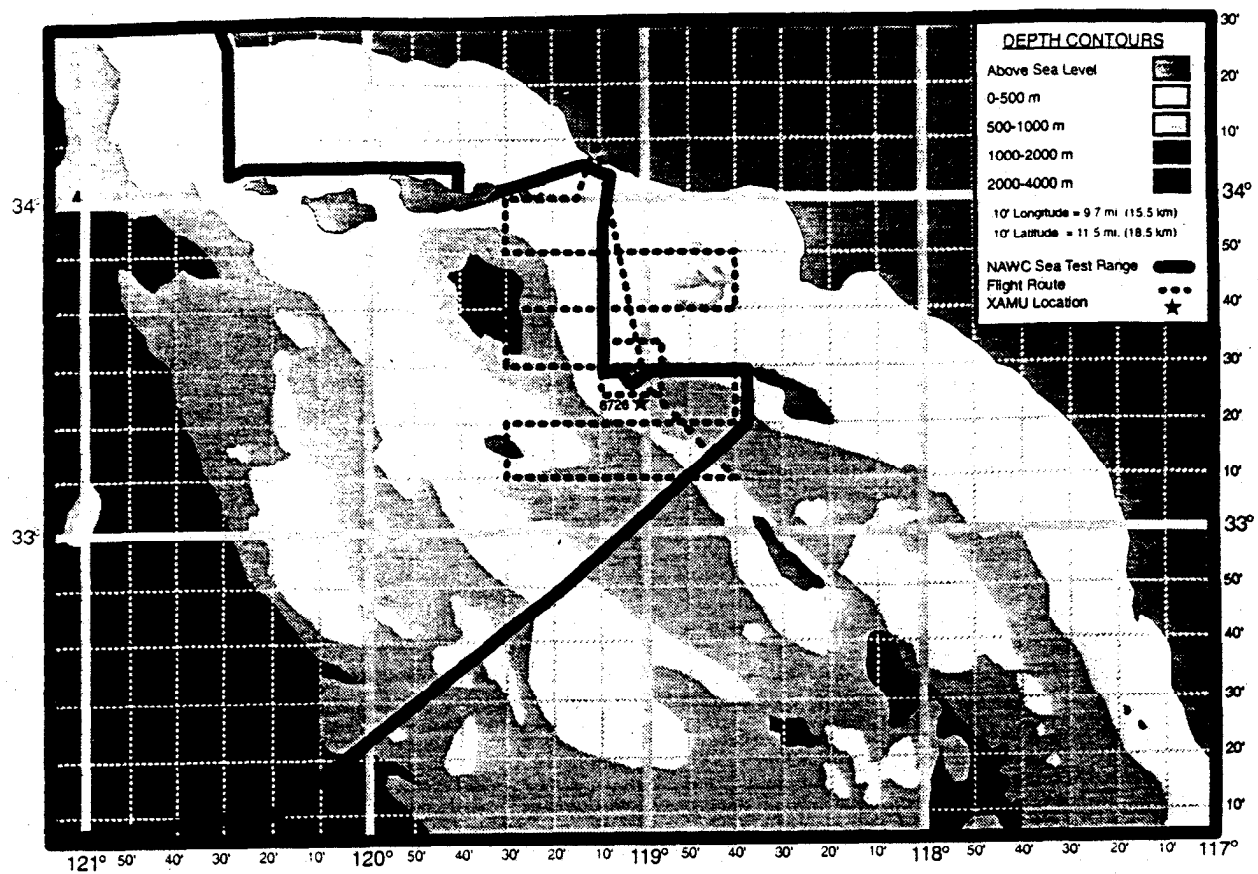 DEPTH CONTOURS
Above Sea Level
0-500 m
500-1000 m
1000-2000 m
2000-4000 m
10' Longitude = 9.7 mi. (15.5 km)
10' Latitude = 11.5 mi. (18.5 km)
NAWC Sea Test Range
Flight Route
XAMU Location
30'
20'
10'
34°
50'
40'
30'
20'
10'
33°
50'
40'
30'
20'
10'
34°
33°
8726
121° 50' 40' 20' 10' 120° 40' 30' 20' 10' 119° 50' 40' 20' 10' 118° 50' 40' 30' 20' 10' 117°